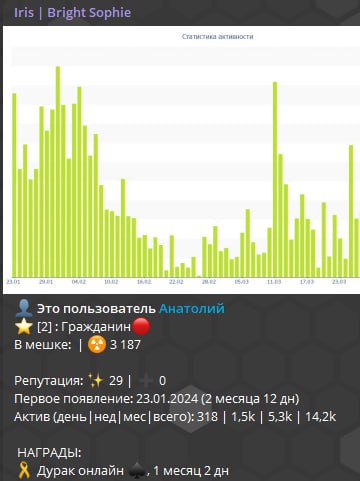 Iris | Bright Sophie
Статистика активности
23.01 29.01 04.02 10.02 16.02 22.02 28.02 05.03 11.03 17.03 23.03
👤 Это пользователь Анатолий
⭐ [2] : Гражданин🔴
В мешке: | ☢️ 3 187
Репутация: ✨ 29 | ➕ 0
Первое появление: 23.01.2024 (2 месяца 12 дн)
Актив (день|нед|мес|всего): 318 | 1,5k | 5,3k | 14,2k
НАГРАДЫ:
🎗 Дурак онлайн ♠️, 1 месяц 2 дн